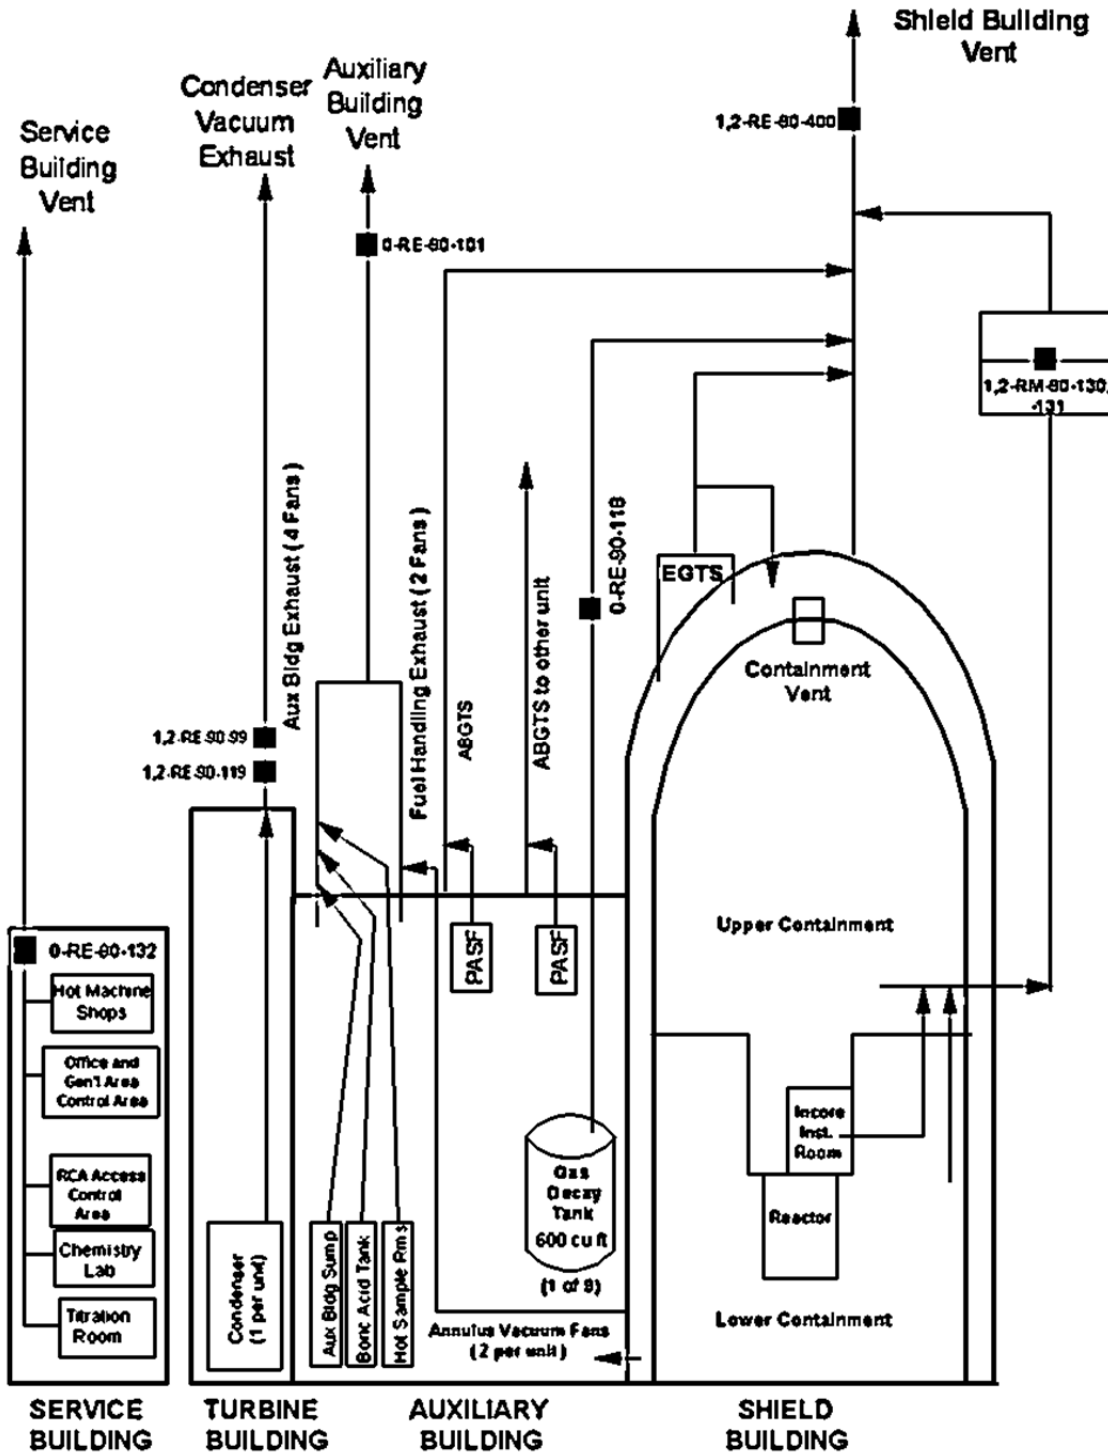 Shield Building
Vent
Auxiliary
Building
Vent
Condenser
Vacuum
Exhaust
Service
Building
Vent
1,2-RE-90-400
0-RE-90-101
1,2-RM-90-130,
-131
Aux Bldg Exhaust ( 4 Fans )
Fuel Handling Exhaust ( 2 Fans )
ABGTS
ABGTS to other unit
0-RE-90-118
EGTS
Containment
Vent
1,2-RE-90-99
1,2-RE-90-119
Upper Containment
0-RE-90-132
Hot Machine
Shops
Office and
Gen'l Area
Control Area
RCA Access
Control
Area
Chemistry
Lab
Titration
Room
Condenser
(1 per unit)
Aux Bldg Sump
Boric Acid Tank
Hot Sample Rms
PASF
PASF
Gas
Decay
Tank
600 cu ft
(1 of 9)
Incore
Inst.
Room
Reactor
Lower Containment
Annulus Vacuum Fans
( 2 per unit )
SERVICE
BUILDING
TURBINE
BUILDING
AUXILIARY
BUILDING
SHIELD
BUILDING